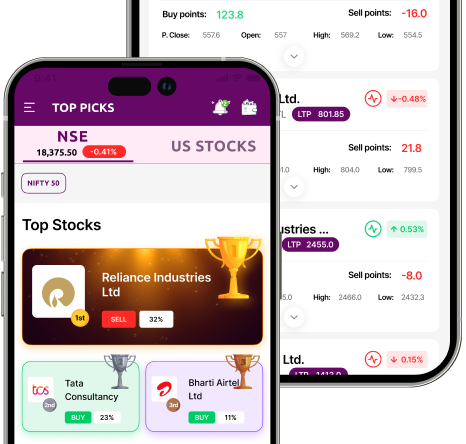 Buy points: 123.8 Sell points: -16.0
P. Close: 557.6 Open: 557 High: 569.2 Low: 554.5
Ltd. -0.48%
LTP 801.85
Sell points: 21.8
High: 804.0 Low: 799.5
ustries ... 0.53%
LTP 2455.0
Sell points: -8.0
High: 2466.0 Low: 2432.3
Ltd. 0.15%
LTP 1413.0
9:41
TOP PICKS
NSE
18,375.50 -0.41%
US STOCKS
NIFTY 50
Top Stocks
Reliance Industries
Ltd
1st
SELL 32%
tcs
2nd
Tata
Consultancy
BUY 23%
airtel
3rd
Bharti Airtel
Ltd
BUY 11%